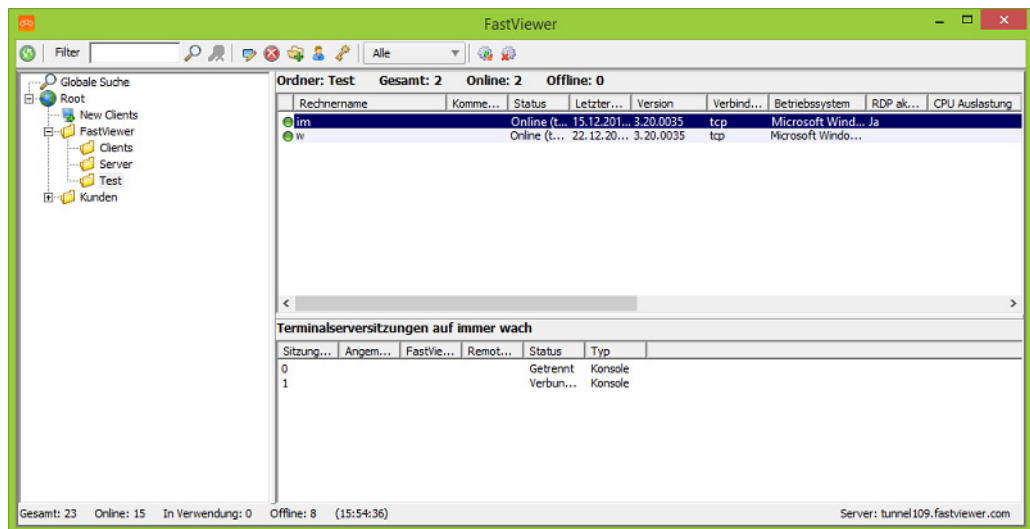 FastViewer
Filter Alle
Globale Suche
Root
New Clients
FastViewer
Clients
Server
Test
Kunden
Ordner: Test Gesamt: 2 Online: 2 Offline: 0
Rechnername Komme... Status Letzter... Version Verbind... Betriebssystem RDP ak... CPU Auslastung
im Online (t... 15.12.201... 3.20.0035 tcp Microsoft Wind... Ja
w Online (t... 22.12.20... 3.20.0035 tcp Microsoft Windo...
Terminalserversitzungen auf immer wach
Sitzung... Angem... FastVie... Remot... Status Typ
0 Getrennt Konsole
1 Verbun... Konsole
Gesamt: 23 Online: 15 In Verwendung: 0 Offline: 8 (15:54:36) Server: tunnel109.fastviewer.com